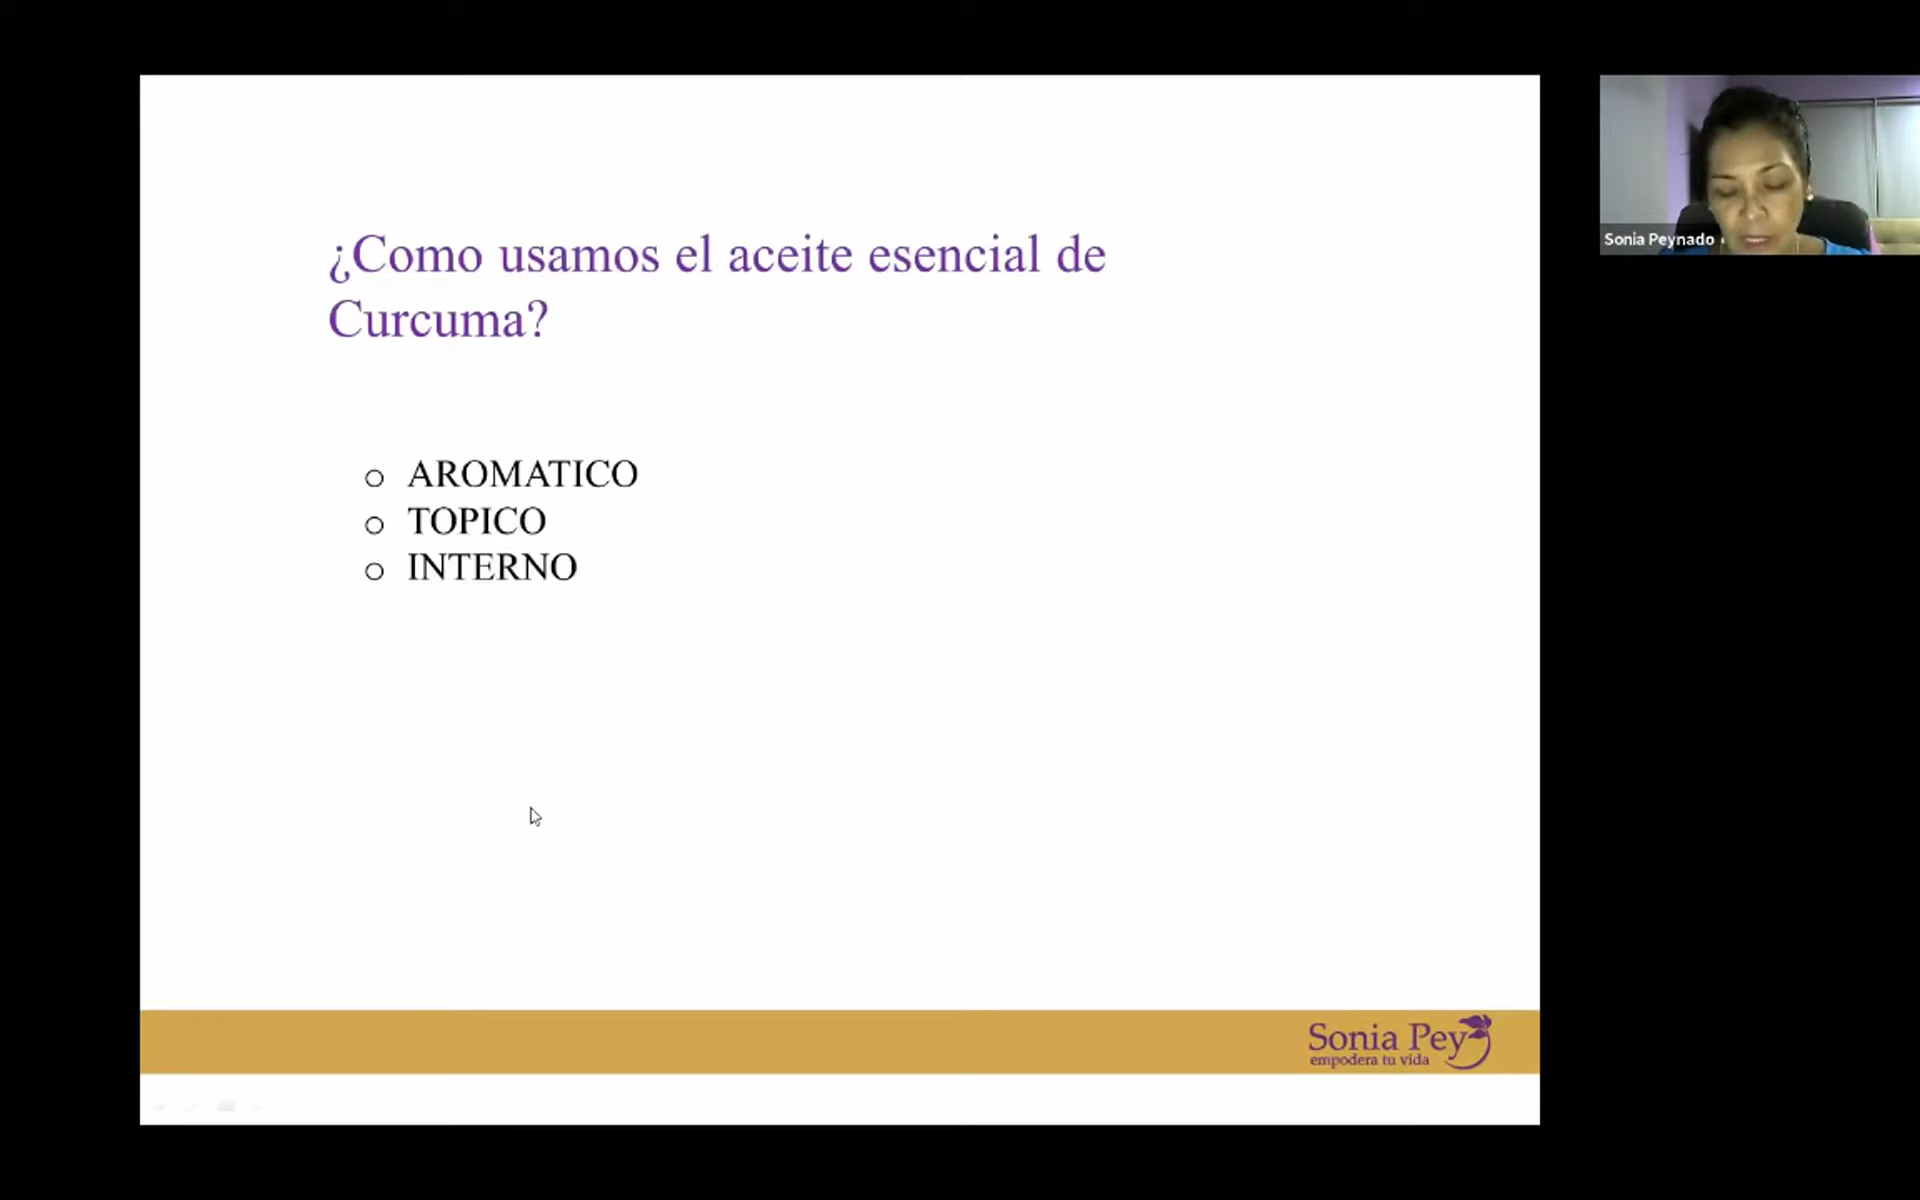 ¿Como usamos el aceite esencial de
Curcuma?
AROMATICO
TOPICO
INTERNO
Sonia Pey
empodera tu vida
Sonia Peynado